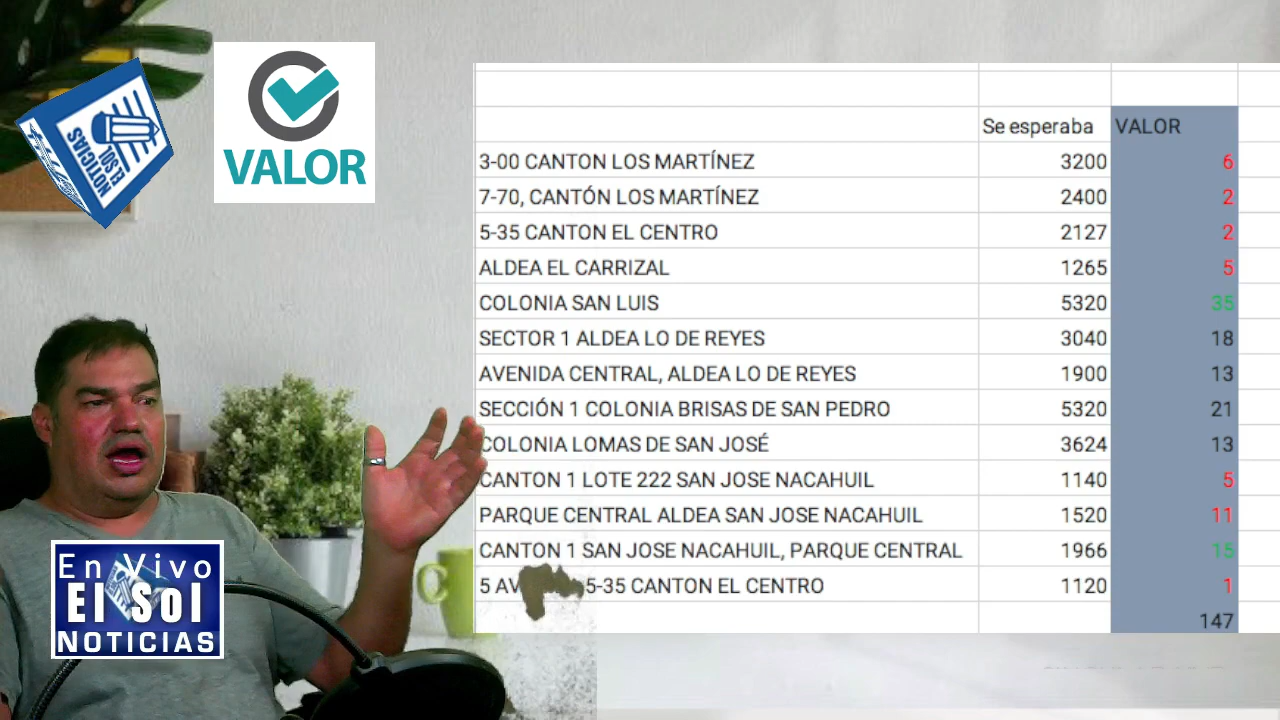 NOTICIAS
EL SOL
VALOR
Se esperaba VALOR
3-00 CANTON LOS MARTÍNEZ 3200 6
7-70, CANTÓN LOS MARTÍNEZ 2400 2
5-35 CANTON EL CENTRO 2127 2
ALDEA EL CARRIZAL 1265 5
COLONIA SAN LUIS 5320 35
SECTOR 1 ALDEA LO DE REYES 3040 18
AVENIDA CENTRAL, ALDEA LO DE REYES 1900 13
SECCIÓN 1 COLONIA BRISAS DE SAN PEDRO 5320 21
COLONIA LOMAS DE SAN JOSÉ 3624 13
CANTON 1 LOTE 222 SAN JOSE NACAHUIL 1140 5
PARQUE CENTRAL ALDEA SAN JOSE NACAHUIL 1520 11
CANTON 1 SAN JOSE NACAHUIL, PARQUE CENTRAL 1966 15
5 AV 5-35 CANTON EL CENTRO 1120 1
147
En Vivo
El Sol
NOTICIAS